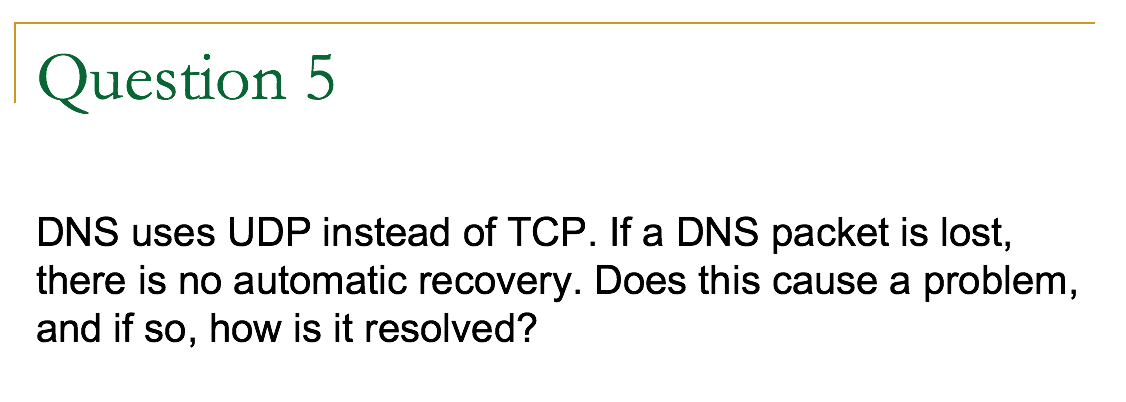 Question 5
DNS uses UDP instead of TCP. If a DNS packet is lost,
there is no automatic recovery. Does this cause a problem,
and if so, how is it resolved?